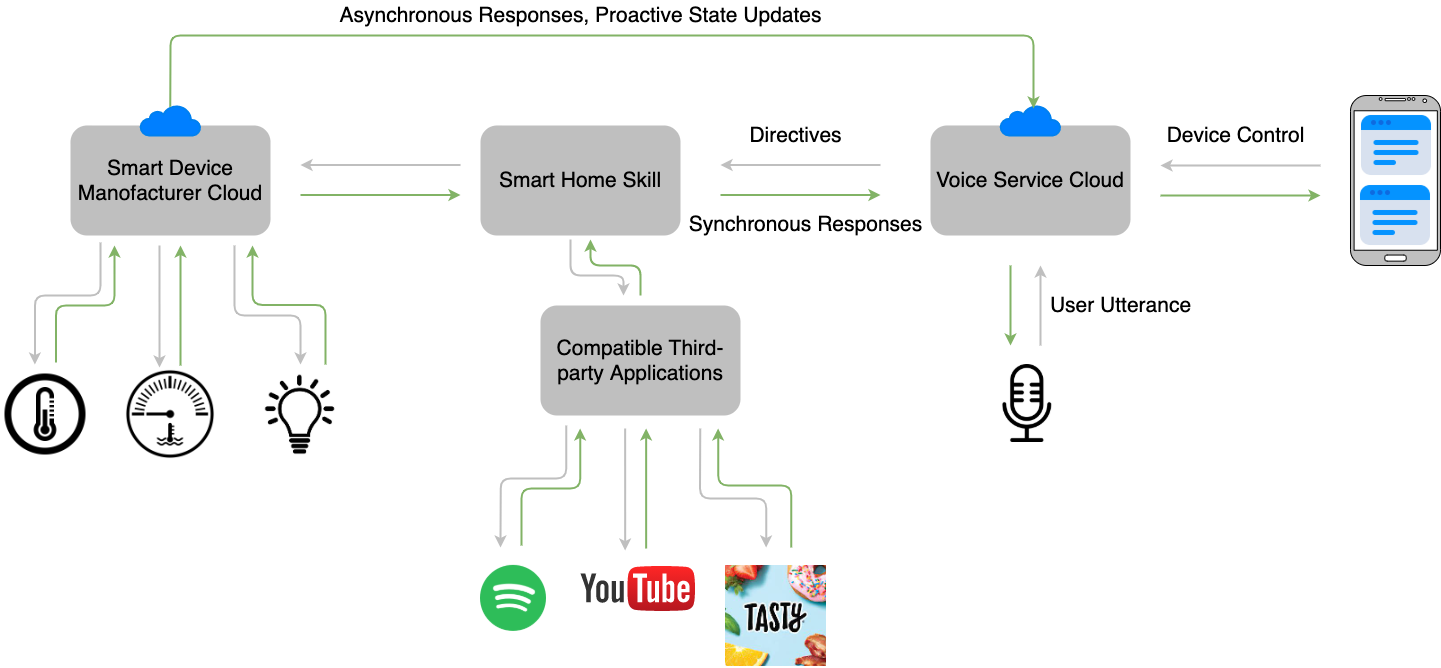 Asynchronous Responses, Proactive State Updates
Smart Device
Manofacturer Cloud
Smart Home Skill
Directives
Synchronous Responses
Voice Service Cloud
Device Control
User Utterance
Compatible Third-
party Applications
YouTube
TASTY